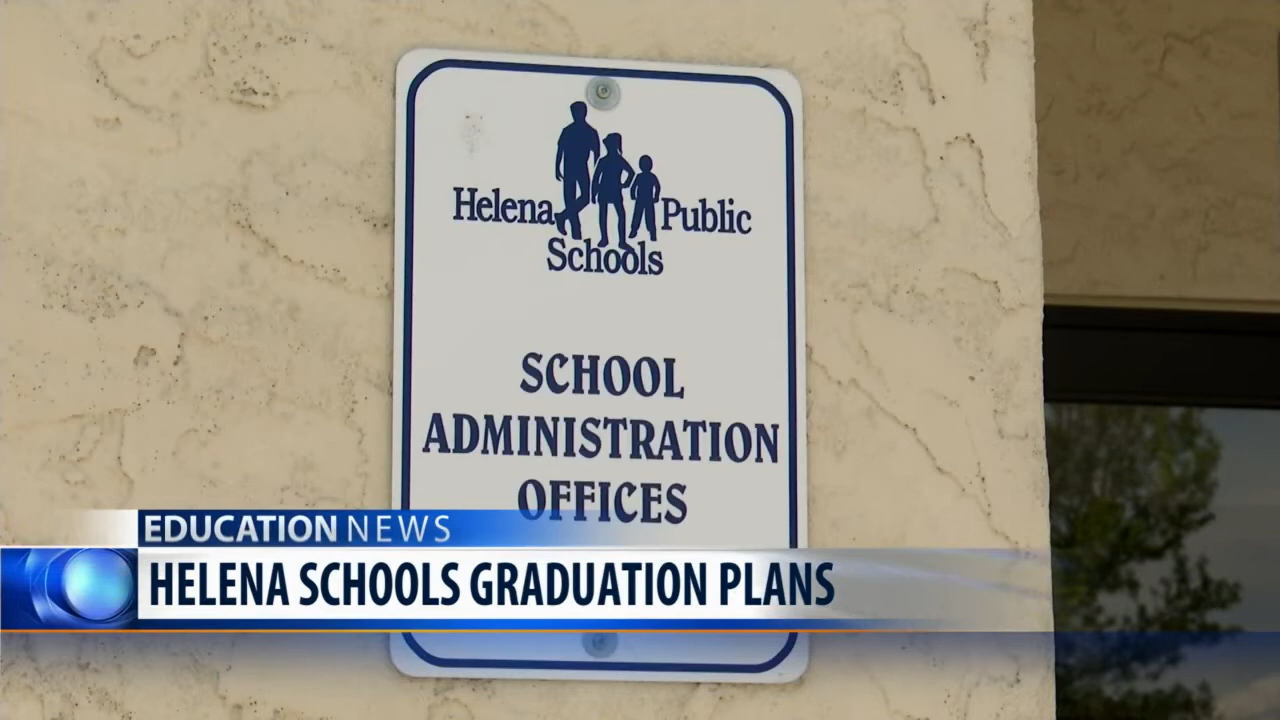 Helena Public
Schools
SCHOOL
ADMINISTRATION
OFFICES
EDUCATION NEWS
HELENA SCHOOLS GRADUATION PLANS